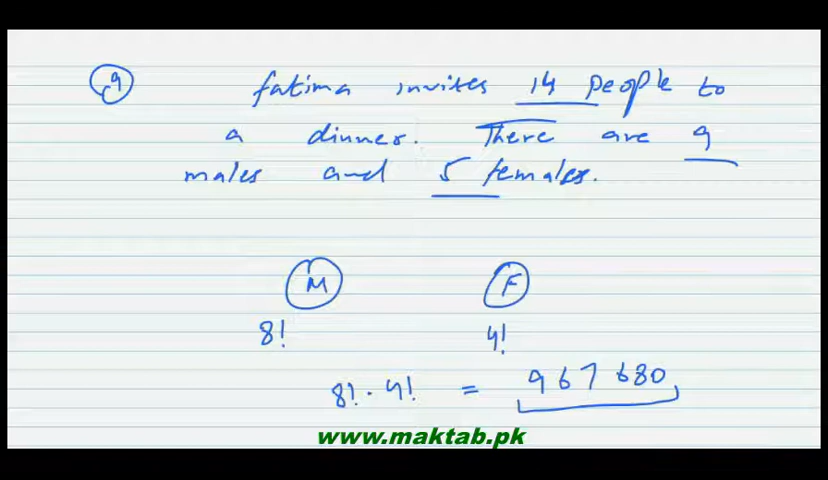 9 fatima invites 14 people to
a dinner. There are 9
males and 5 females.
M F
8! 4!
8! · 4! = 967680
www.maktab.pk